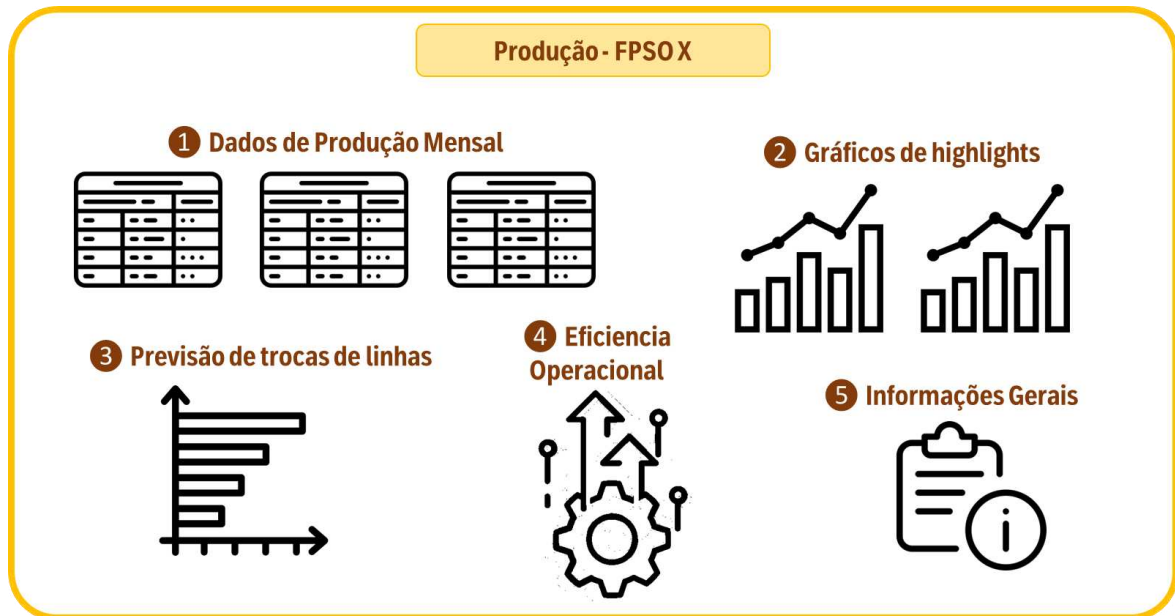 Produção - FPSO X
1 Dados de Produção Mensal
2 Gráficos de highlights
3 Previsão de trocas de linhas
4 Eficiencia
Operacional
5 Informações Gerais
i